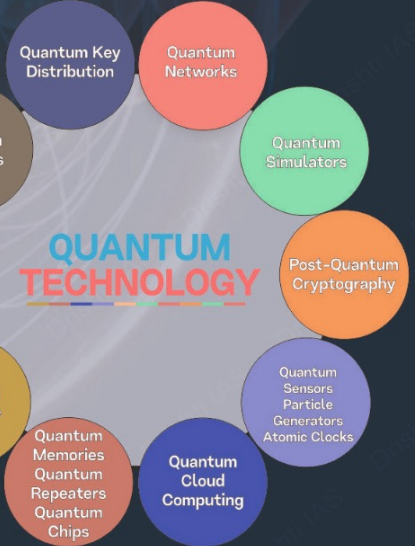 Quantum Key
Distribution
Quantum
Networks
Quantum
Simulators
QUANTUM
TECHNOLOGY
Post-Quantum
Cryptography
Quantum
Sensors
Particle
Generators
Atomic Clocks
Quantum
Cloud
Computing
Quantum
Memories
Quantum
Repeaters
Quantum
Chips